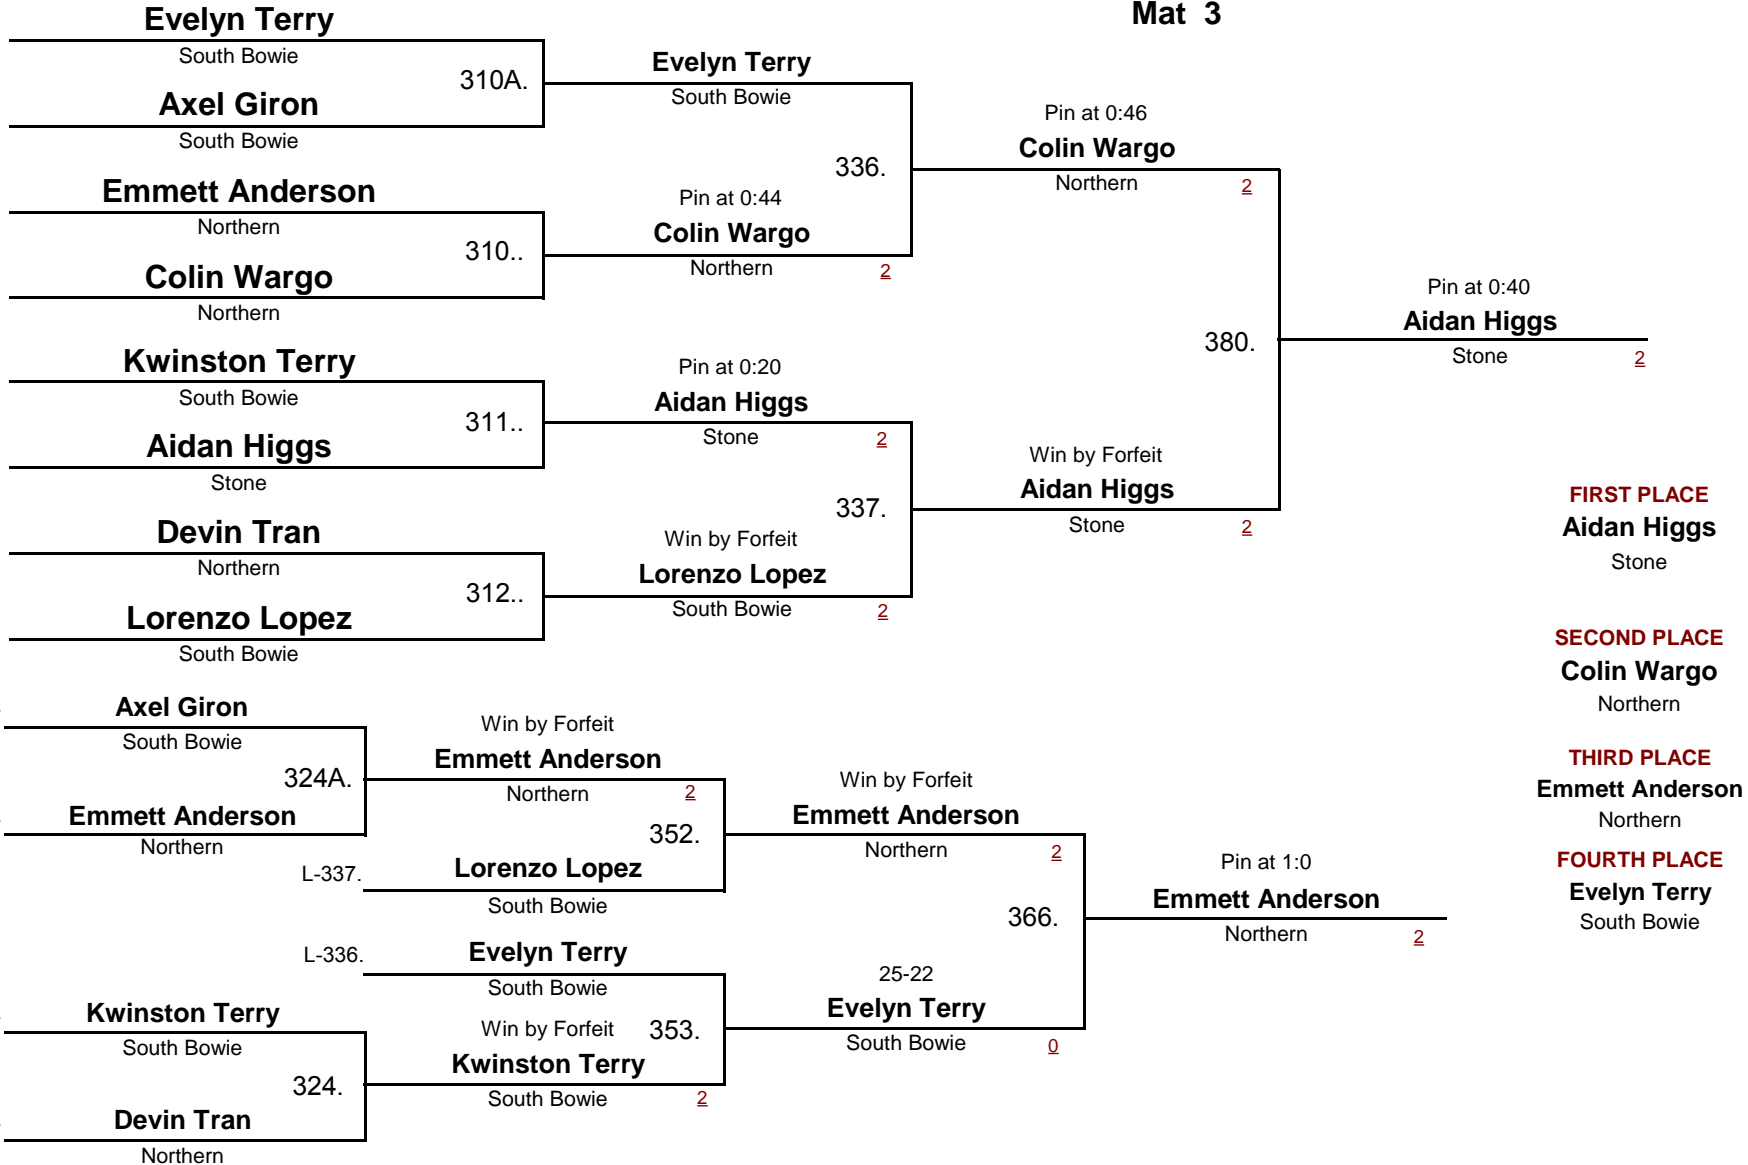 Mat 3
Evelyn Terry
South Bowie
310A.
Axel Giron
South Bowie
Emmett Anderson
Northern
310..
Colin Wargo
Northern
Kwinston Terry
South Bowie
311..
Aidan Higgs
Stone
Devin Tran
Northern
312..
Lorenzo Lopez
South Bowie
Evelyn Terry
South Bowie
336.
Pin at 0:44
Colin Wargo
Northern 2
Pin at 0:20
Aidan Higgs
Stone 2
337.
Win by Forfeit
Lorenzo Lopez
South Bowie 2
Pin at 0:46
Colin Wargo
Northern 2
380.
Win by Forfeit
Aidan Higgs
Stone 2
Pin at 0:40
Aidan Higgs
Stone 2
FIRST PLACE
Aidan Higgs
Stone
SECOND PLACE
Colin Wargo
Northern
THIRD PLACE
Emmett Anderson
Northern
FOURTH PLACE
Evelyn Terry
South Bowie
Axel Giron
South Bowie
324A.
Emmett Anderson
Northern
Kwinston Terry
South Bowie
324.
Devin Tran
Northern
Win by Forfeit
Emmett Anderson
Northern 2
352.
L-337. Lorenzo Lopez
South Bowie
L-336. Evelyn Terry
South Bowie
Win by Forfeit 353.
Kwinston Terry
South Bowie 2
Win by Forfeit
Emmett Anderson
Northern 2
366.
25-22
Evelyn Terry
South Bowie 0
Pin at 1:0
Emmett Anderson
Northern 2